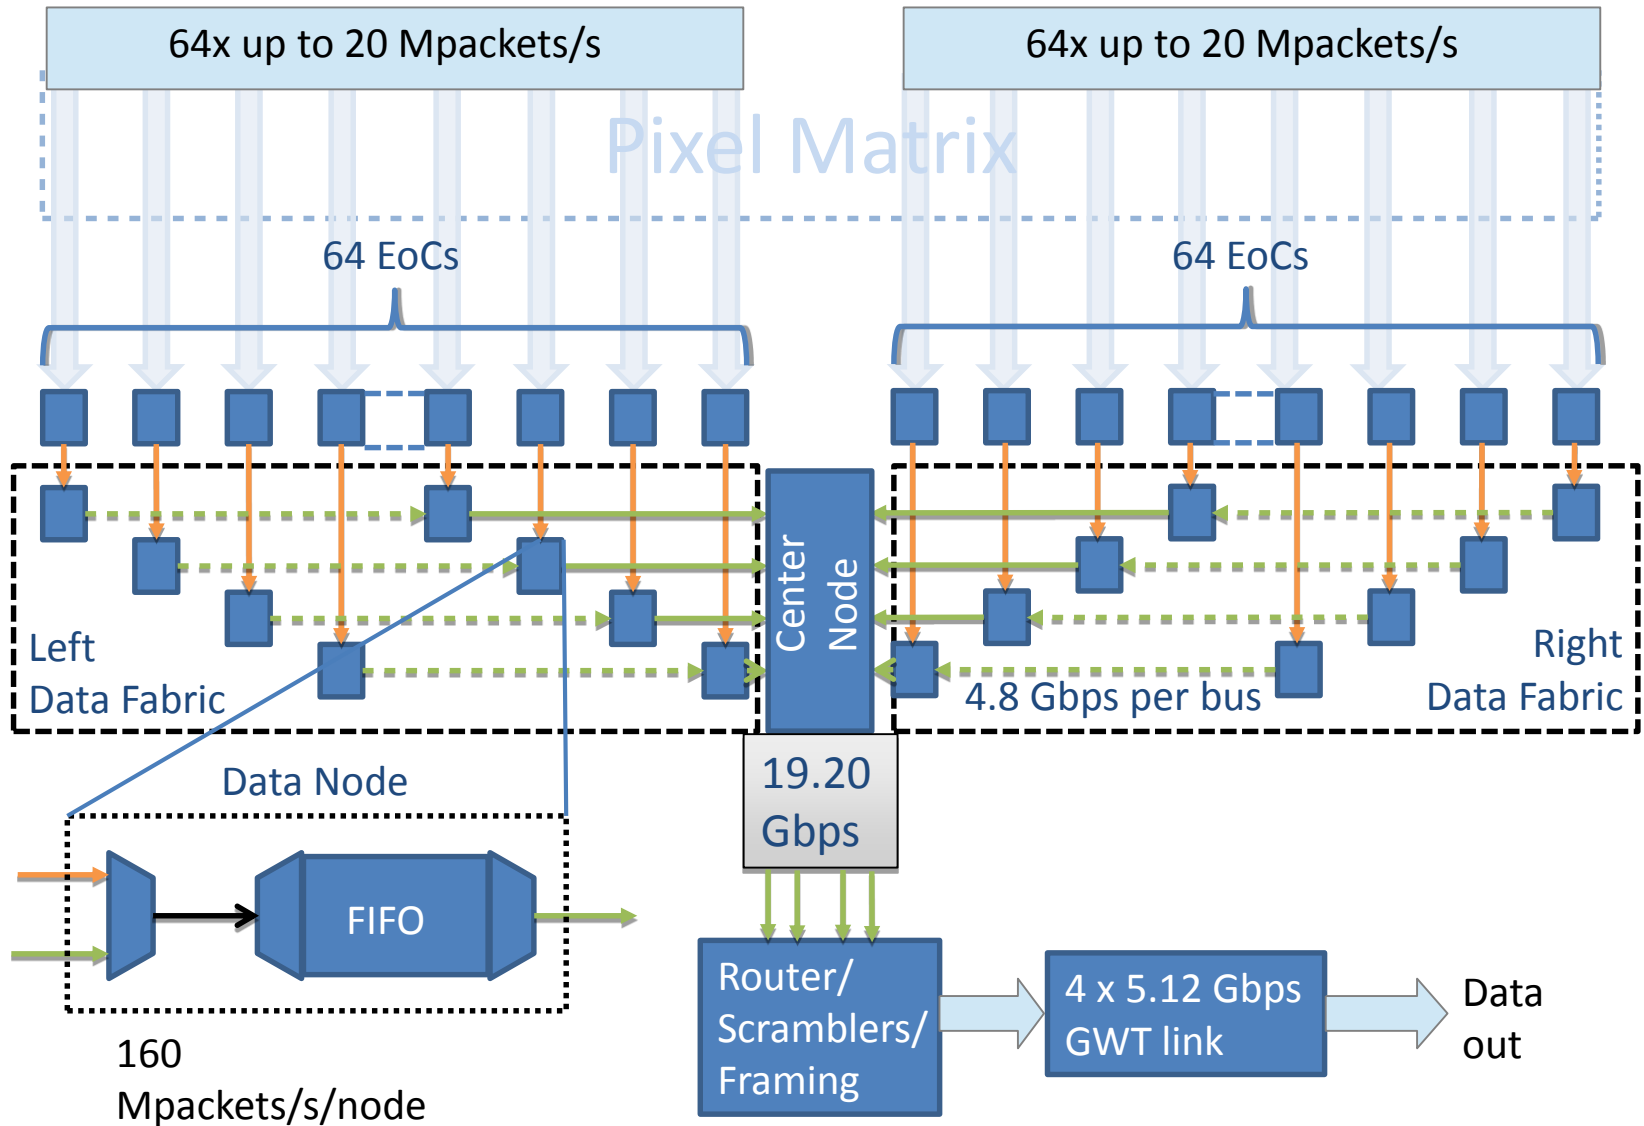 64x up to 20 Mpackets/s
64x up to 20 Mpackets/s
Pixel Matrix
64 EoCs
64 EoCs
Center
Node
Left
Data Fabric
4.8 Gbps per bus
Right
Data Fabric
19.20
Gbps
Data Node
FIFO
160
Mpackets/s/node
Router/
Scramblers/
Framing
4 x 5.12 Gbps
GWT link
Data
out